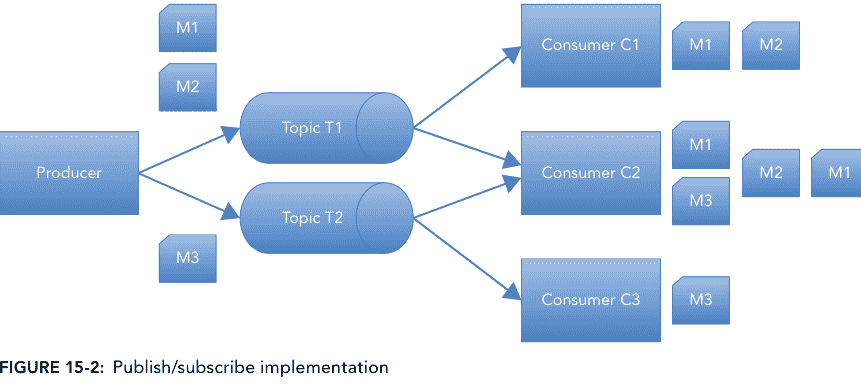 M1
M2
Producer
M3
Topic T1
Topic T2
Consumer C1
M1 M2
Consumer C2
M1
M3
M2 M1
Consumer C3
M3
FIGURE 15-2: Publish/subscribe implementation